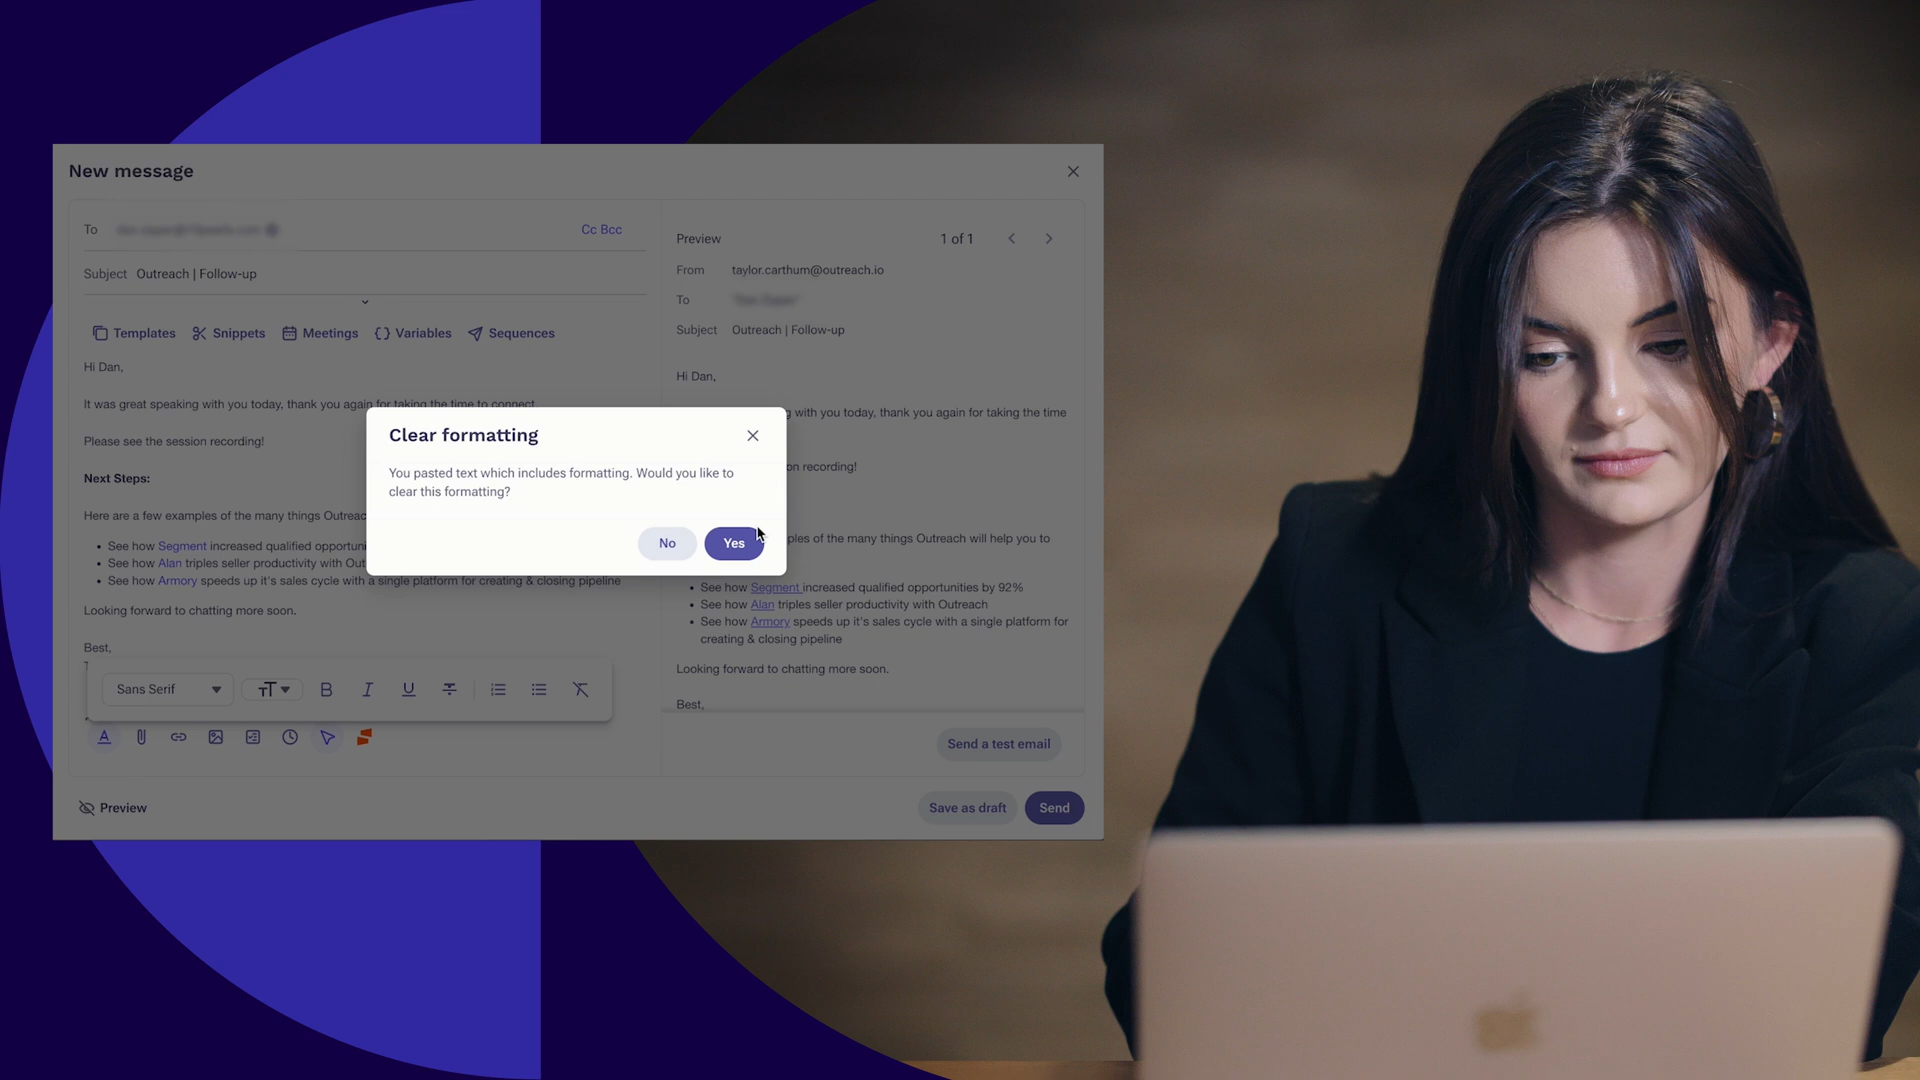 New message
To
Cc Bcc
Subject Outreach | Follow-up
Templates Snippets Meetings {} Variables Sequences
Hi Dan,
It was great speaking with you today, thank you again for taking the time to connect.
Please see the session recording!
Next Steps:
Here are a few examples of the many things
See how Segment increased qualified
See how Alan triples seller productivity with
See how Armory speeds up it's sales cycle with a single platform for creating & closing pipeline
Looking forward to chatting more soon.
Best,
Sans Serif
Preview
Preview 1 of 1
From taylor.carthum@outreach.io
To
Subject Outreach | Follow-up
Hi Dan,
with you today, thank you again for taking the time
recording!
of the many things Outreach will help you to
See how Segment increased qualified opportunities by 92%
See how Alan triples seller productivity with Outreach
See how Armory speeds up it's sales cycle with a single platform for
creating & closing pipeline
Looking forward to chatting more soon.
Best,
Send a test email
Save as draft Send
Clear formatting
You pasted text which includes formatting. Would you like to
clear this formatting?
No Yes